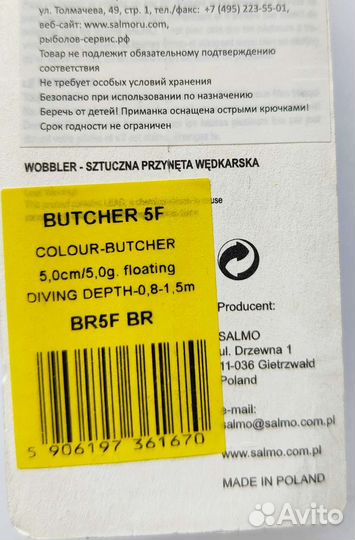 ул. Толмачева, 49, стр. 1, тел./факс: +7 (495) 223-55-01,
веб-сайт: www.salmoru.com,
рыболов-сервис.рф
Товар не подлежит обязательному подтверждению
соответствия
Не требует особых условий хранения
Безопасно при использовании по назначению
Беречь от детей! Приманка оснащена острыми крючками!
Срок годности не ограничен
WOBBLER - SZTUCZNA PRZYNĘTA WĘDKARSKA
use
BUTCHER 5F
COLOUR-BUTCHER
5,0cm/5,0g. floating
DIVING DEPTH-0,8-1,5m
BR5F BR
5 906197 361670
Producent:
SALMO
ul. Drzewna 1
11-036 Gietrzwałd
Poland
e-mail:
salmo@salmo.com.pl
www.salmo.com.pl
MADE IN POLAND
Avito